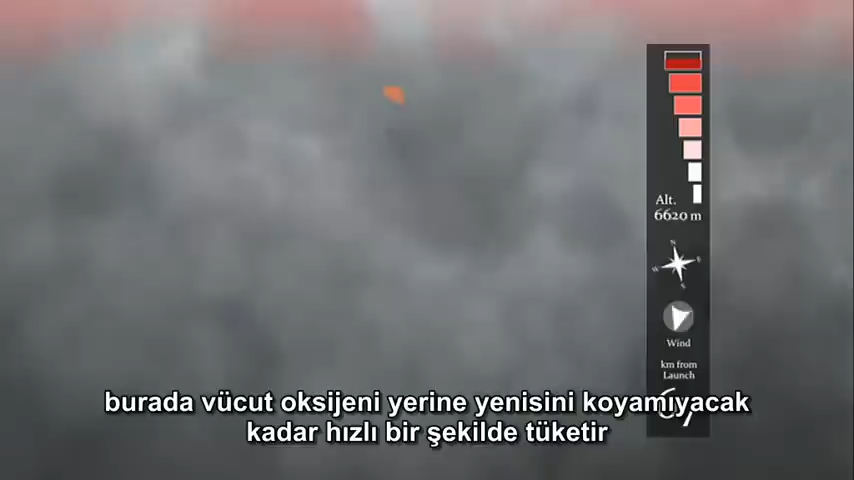 Alt.
6620 m
N
W
E
S
Wind
km from
Launch
burada vücut oksijeni yerine yenisini koyamıyacak
kadar hızlı bir şekilde tüketir